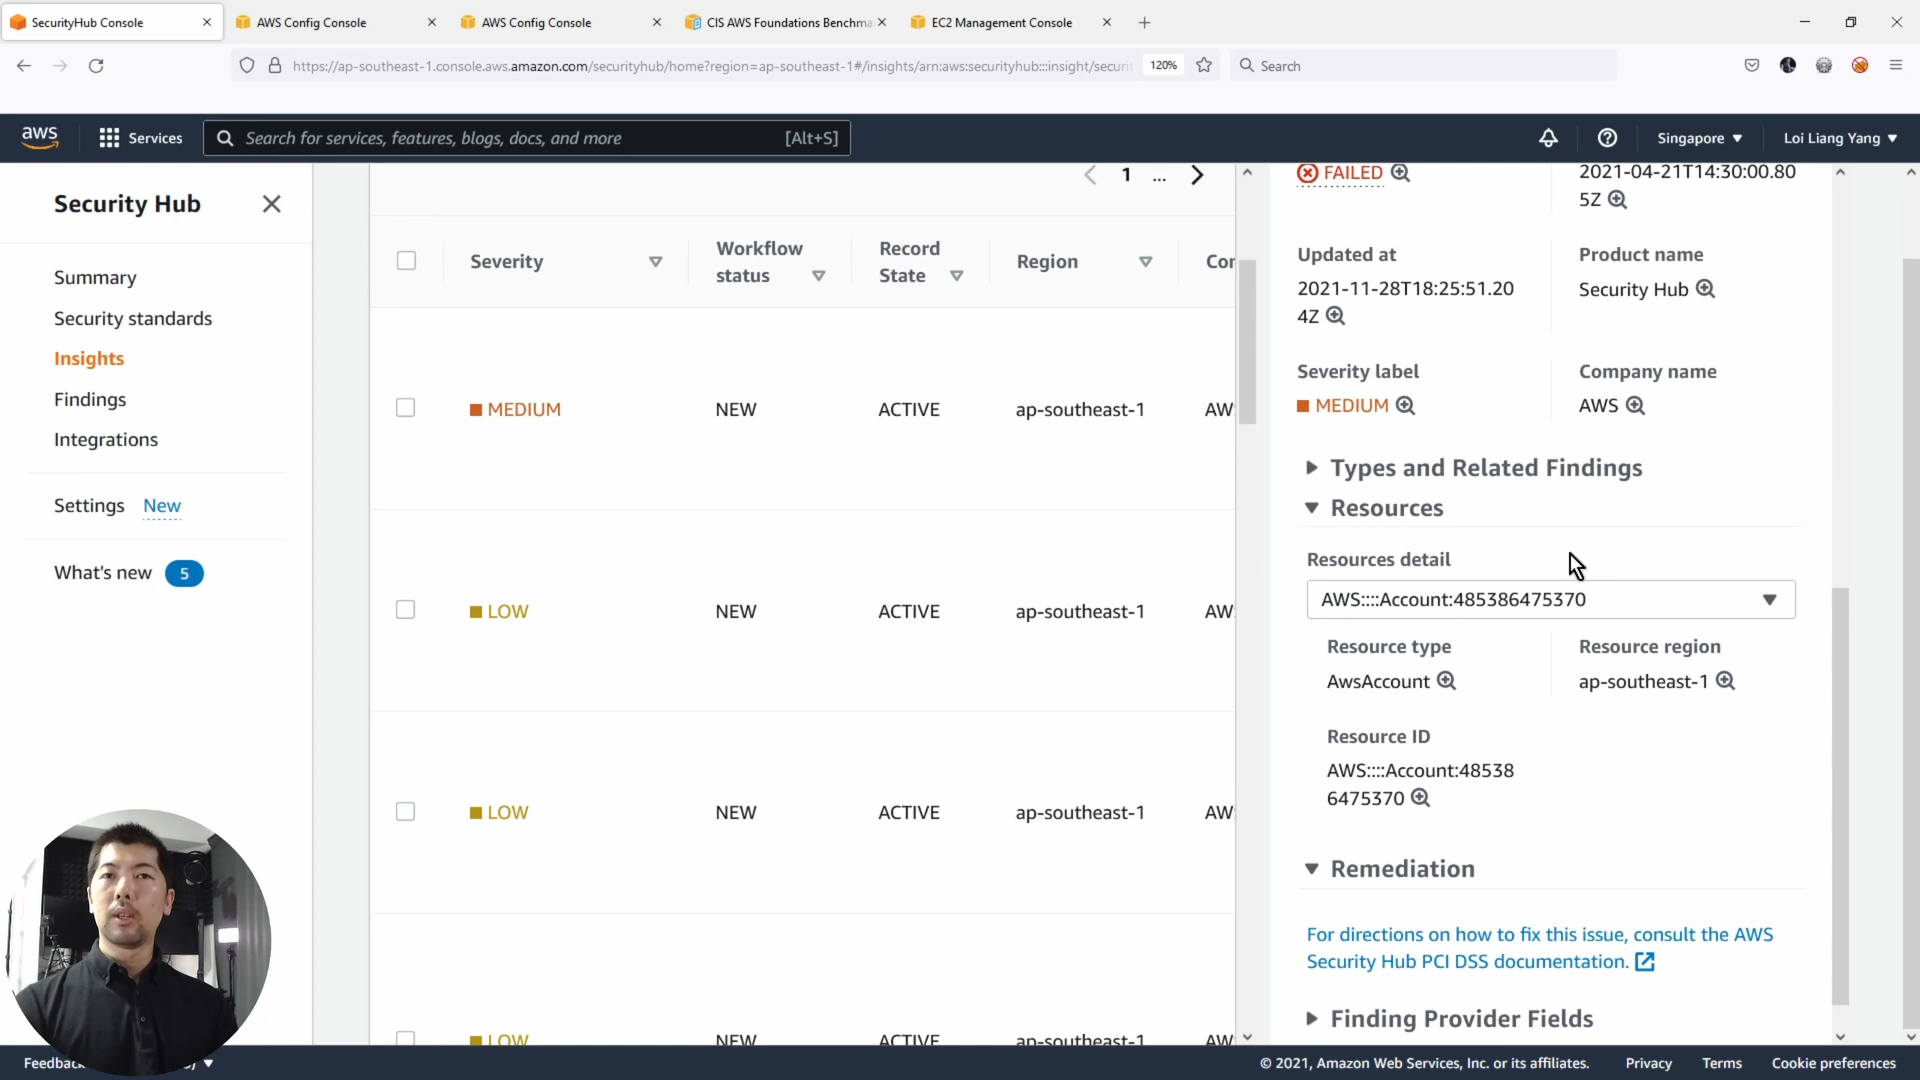 SecurityHub Console
AWS Config Console
AWS Config Console
CIS AWS Foundations Benchma
EC2 Management Console
https://ap-southeast-1.console.aws.amazon.com/securityhub/home?region=ap-southeast-1#/insights/arn:aws:securityhub:::insight/securi
120%
Search
aws
Services
Search for services, features, blogs, docs, and more
[Alt+S]
Singapore
Loi Liang Yang
Security Hub
Summary
Security standards
Insights
Findings
Integrations
Settings New
What's new 5
1 ...
Severity
Workflow status
Record State
Region
Cor
MEDIUM NEW ACTIVE ap-southeast-1 AW
LOW NEW ACTIVE ap-southeast-1 AW
LOW NEW ACTIVE ap-southeast-1 AW
LOW NEW ACTIVE ap-southeast-1 AW
FAILED
2021-04-21T14:30:00.80
5Z
Updated at
2021-11-28T18:25:51.20
4Z
Product name
Security Hub
Severity label
MEDIUM
Company name
AWS
Types and Related Findings
Resources
Resources detail
AWS::::Account:485386475370
Resource type
AwsAccount
Resource region
ap-southeast-1
Resource ID
AWS::::Account:48538
6475370
Remediation
For directions on how to fix this issue, consult the AWS
Security Hub PCI DSS documentation.
Finding Provider Fields
Feedback
© 2021, Amazon Web Services, Inc. or its affiliates.
Privacy
Terms
Cookie preferences